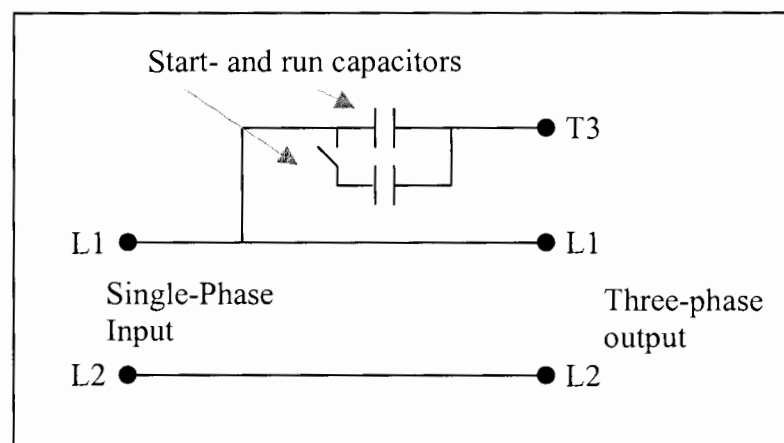 Start- and run capacitors
T3
L1
L1
Single-Phase
Input
Three-phase
output
L2
L2